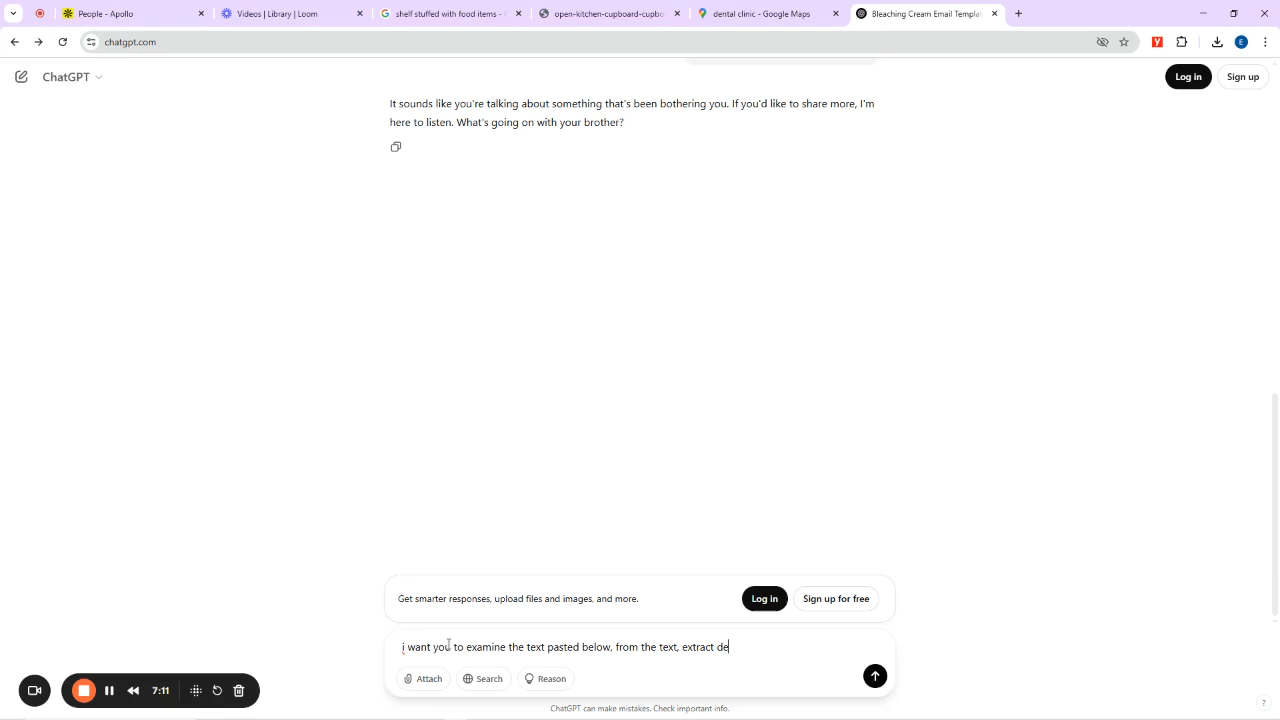 People - Apollo
Videos | Library | Loom
shelf stuffed with food items - G
open-kitchen-cupboard-cupbo
dental clinic - Google Maps
Bleaching Cream Email Templat
chatgpt.com
E
ChatGPT
Log in
Sign up
It sounds like you're talking about something that's been bothering you. If you'd like to share more, I'm
here to listen. What's going on with your brother?
Get smarter responses, upload files and images, and more.
Log in
Sign up for free
i want you to examine the text pasted below, from the text, extract de
Attach
Search
Reason
7:11
ChatGPT can make mistakes. Check important info.
?